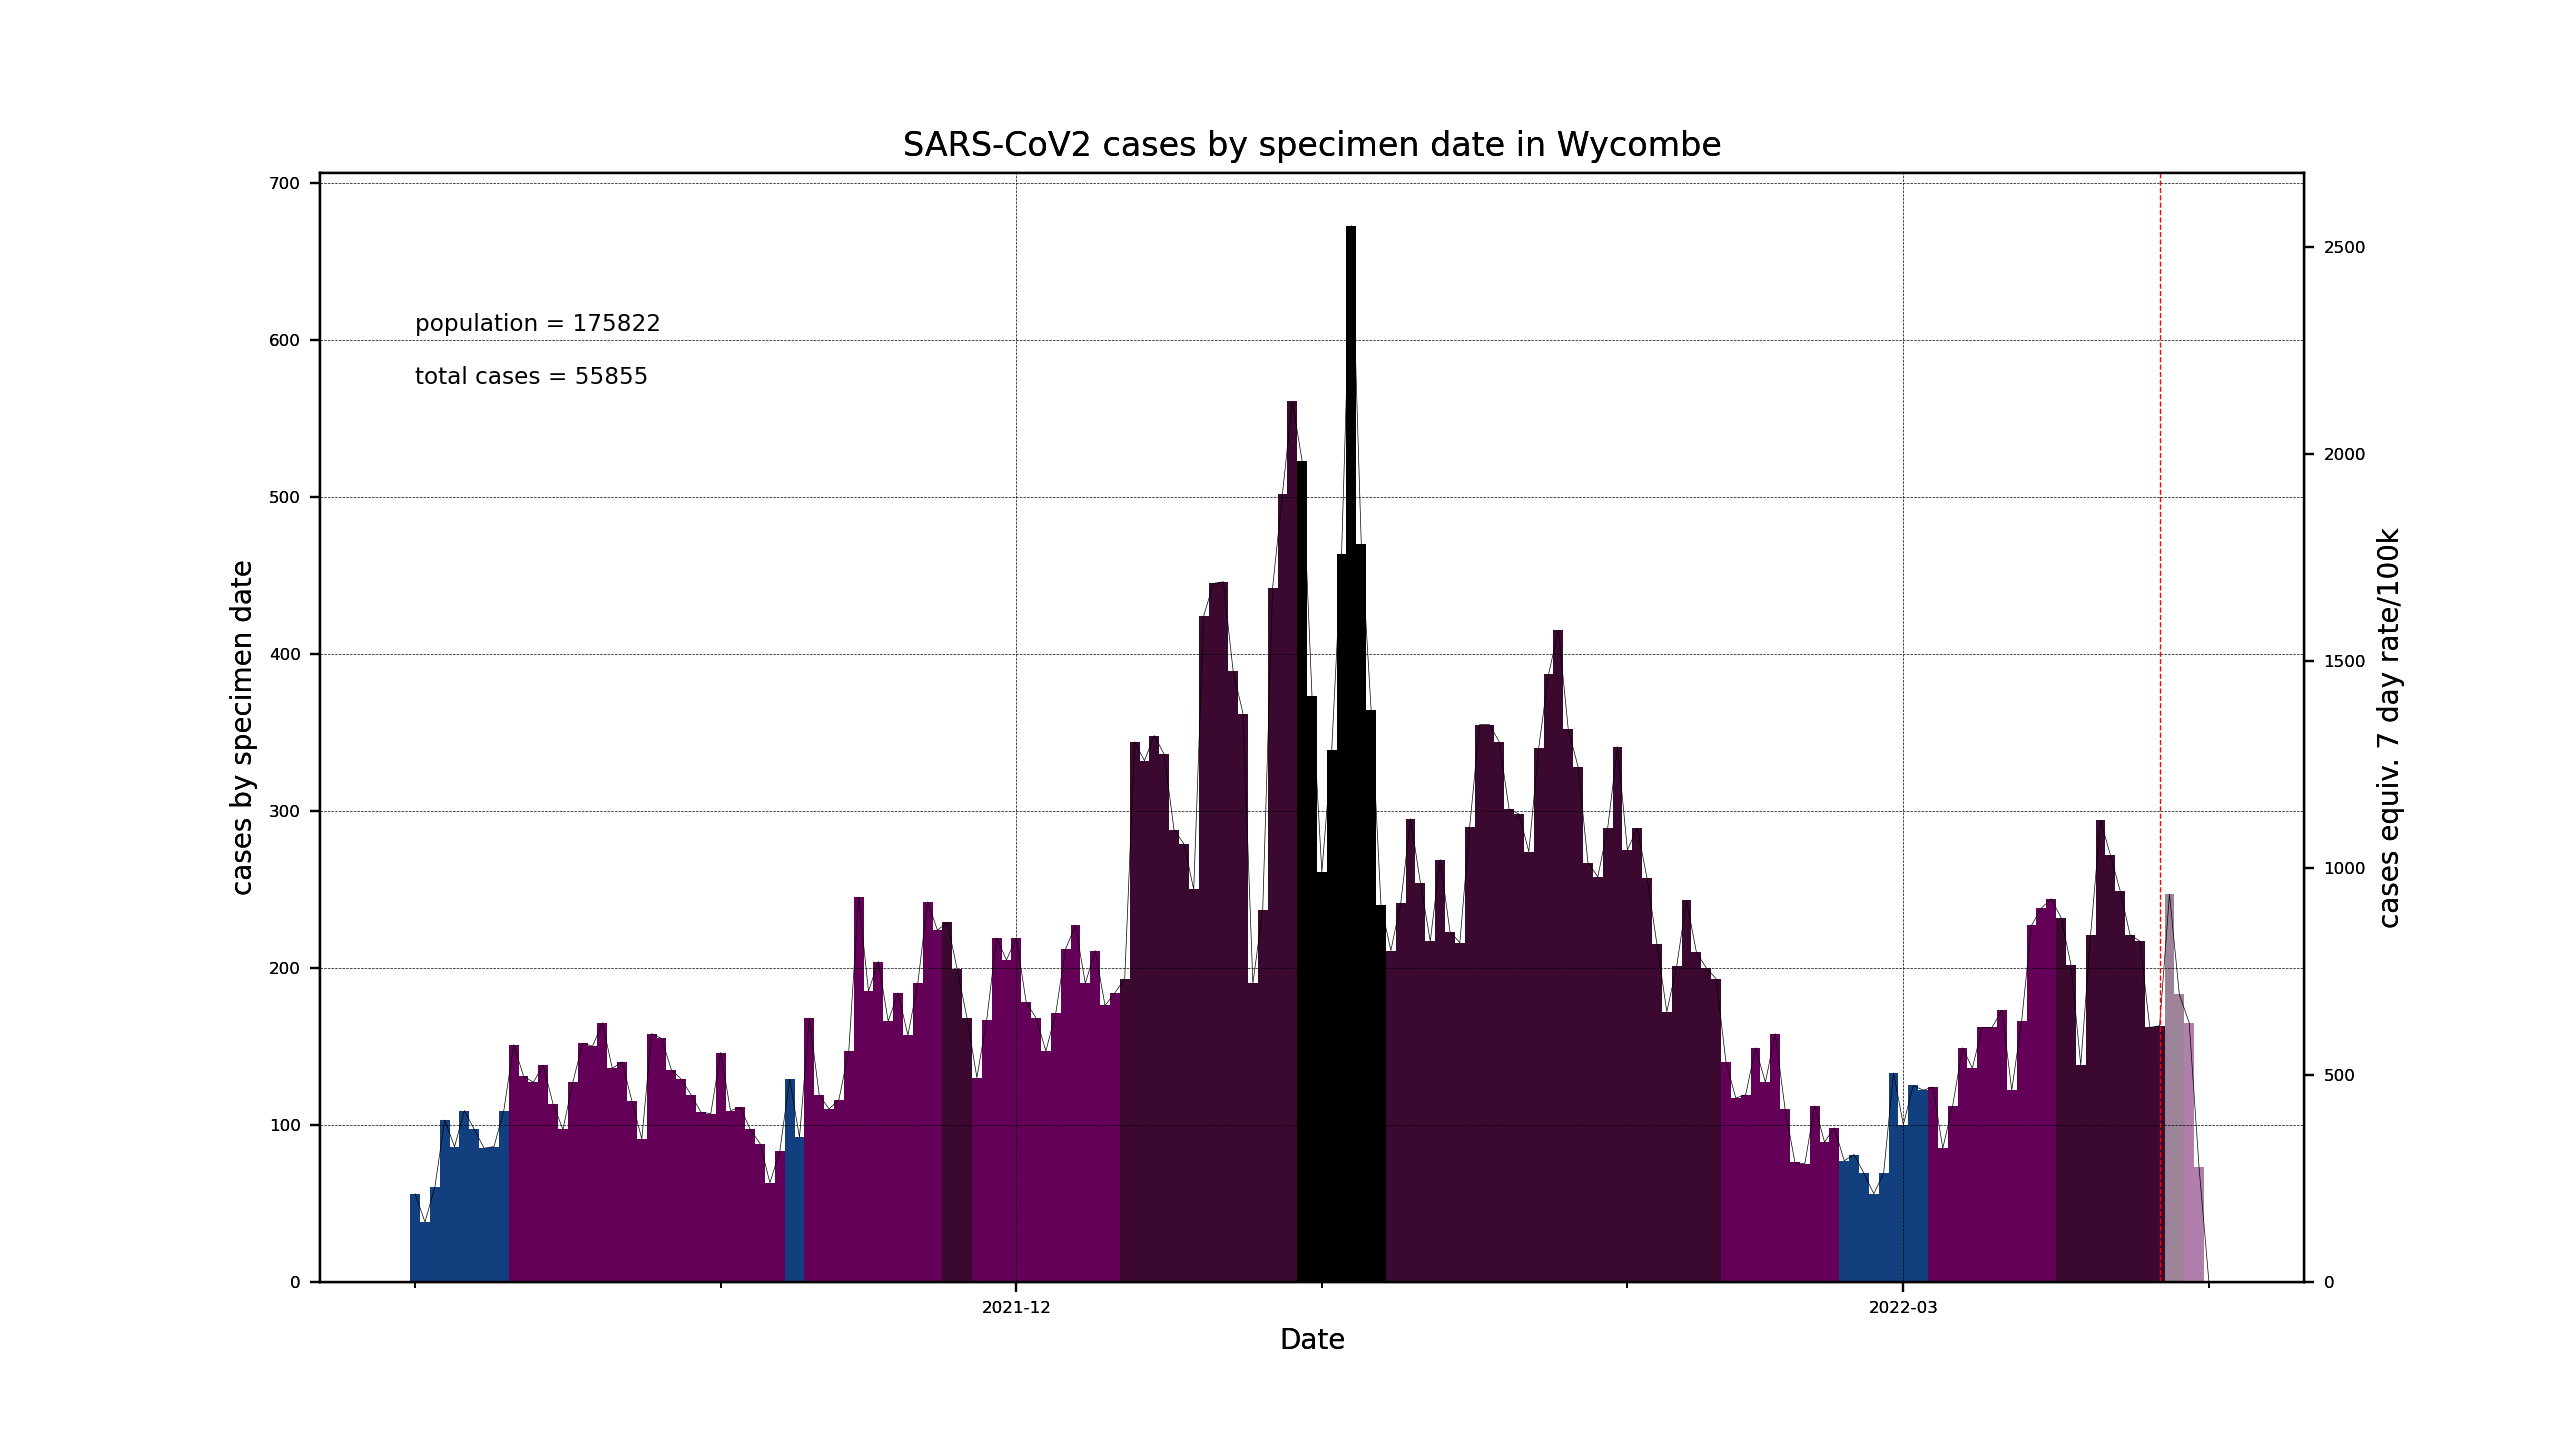 SARS-CoV2 cases by specimen date in Wycombe
700
600
500
400
300
200
100
0
cases by specimen date
population = 175822
total cases = 55855
2500
2000
1500
1000
500
0
cases equiv. 7 day rate/100k
2021-12
2022-03
Date